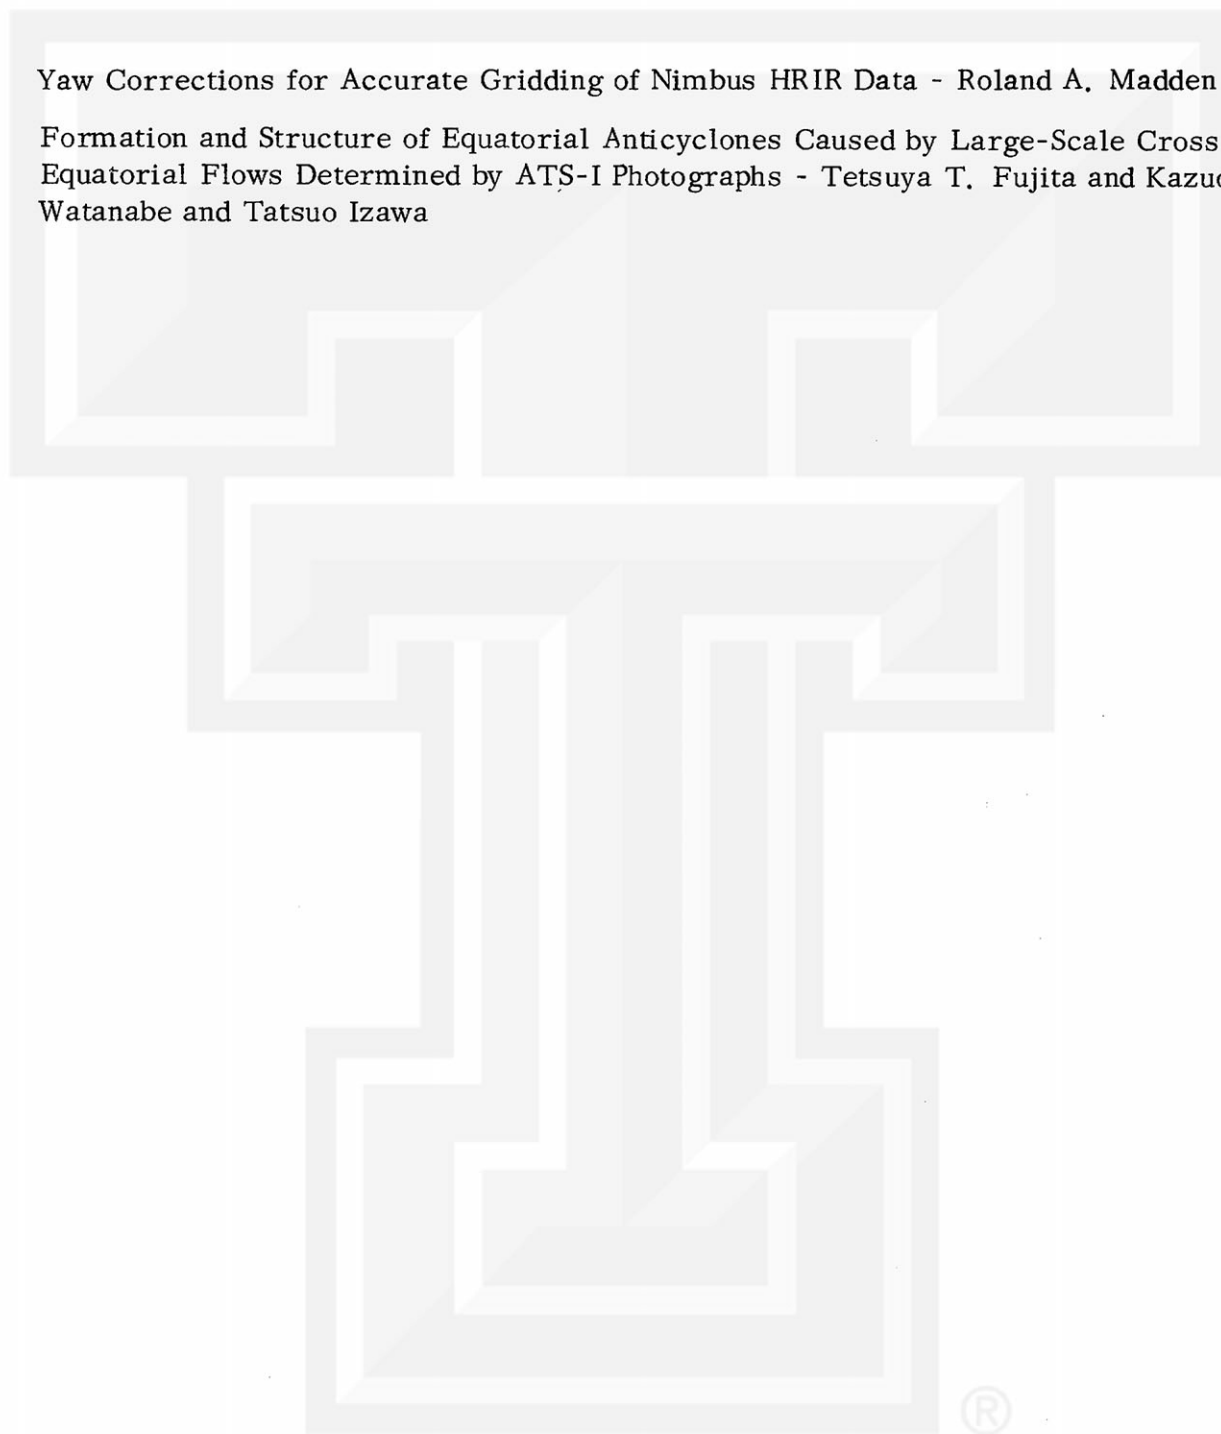 Yaw Corrections for Accurate Gridding of Nimbus HRIR Data - Roland A. Madden
Formation and Structure of Equatorial Anticyclones Caused by Large-Scale Cross
Equatorial Flows Determined by ATS-I Photographs - Tetsuya T. Fujita and
Watanabe and Tatsuo Izawa
®